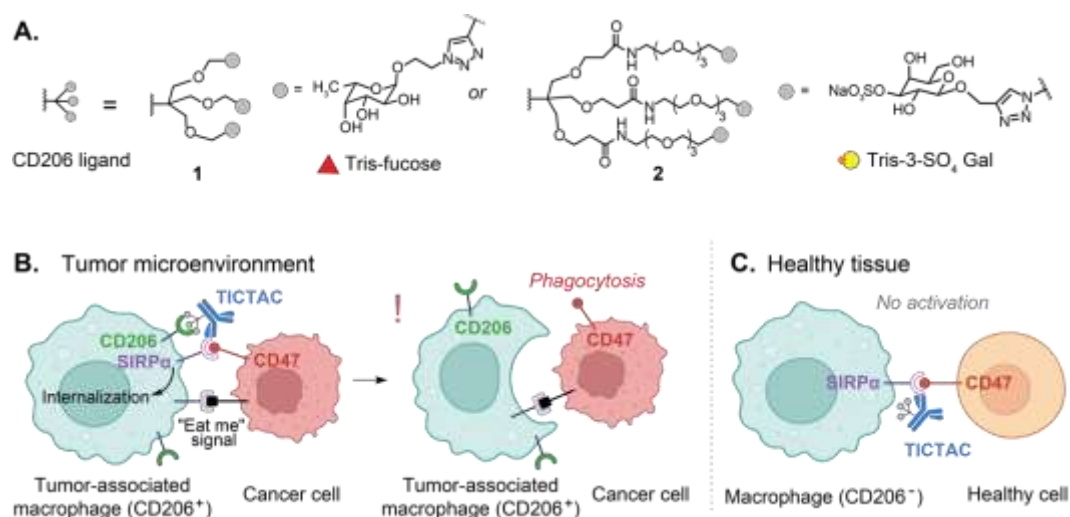 A.
CD206 ligand
=
1
=
H₃C
O
O
O
OH
OH
OH
N
N
N
or
Tris-fucose
O
O
O
O
O
O
N
H
O
3
N
H
O
3
N
H
O
3
2
=
OH
OH
NaO₃SO
HO
O
O
N
N
N
Tris-3-SO₄ Gal
B. Tumor microenvironment
TICTAC
CD206
SIRPα
CD47
Internalization
"Eat me"
signal
Tumor-associated
macrophage (CD206⁺)
Cancer cell
!
Phagocytosis
CD206
CD47
Tumor-associated
macrophage (CD206⁺)
Cancer cell
C. Healthy tissue
No activation
SIRPα
CD47
TICTAC
Macrophage (CD206⁻)
Healthy cell